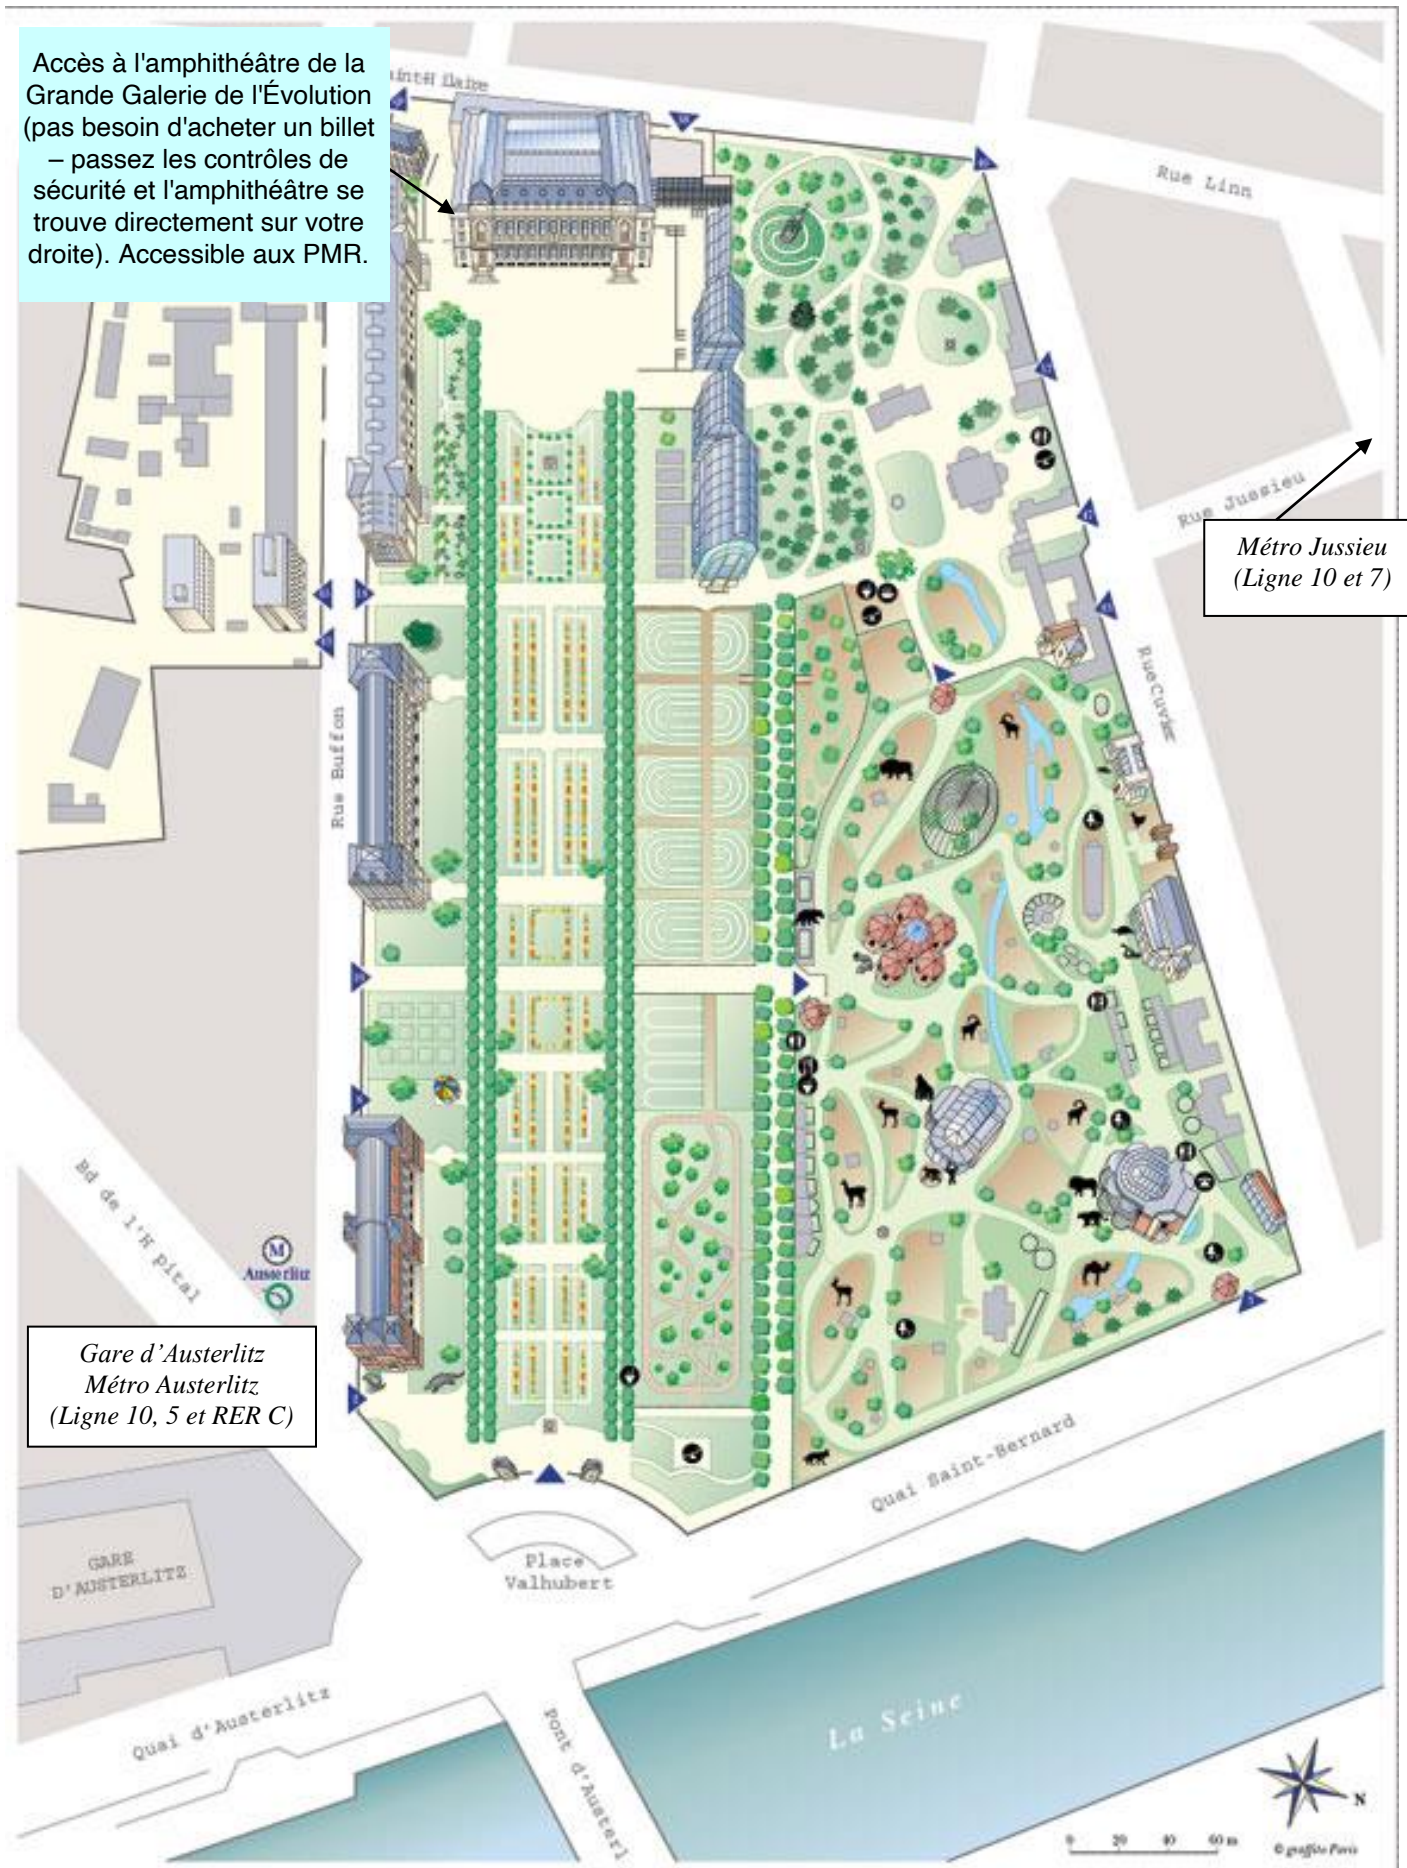 Accès à l'amphithéâtre de la
Grande Galerie de l'Évolution
(pas besoin d'acheter un billet
– passez les contrôles de
sécurité et l'amphithéâtre se
trouve directement sur votre
droite). Accessible aux PMR.
aint-Hilaire
Rue Linn
Rue Jussieu
Métro Jussieu
(Ligne 10 et 7)
Rue Cuvier
Rue Buffon
Bd de l'H pital
M
Austerlitz
Gare d'Austerlitz
Métro Austerlitz
(Ligne 10, 5 et RER C)
Quai Saint-Bernard
GARE
D'AUSTERLITZ
Place
Valhubert
Quai d'Austerlitz
Pont d'Austerl
La Seine
N
0 20 40 60 m
© graffito Paris